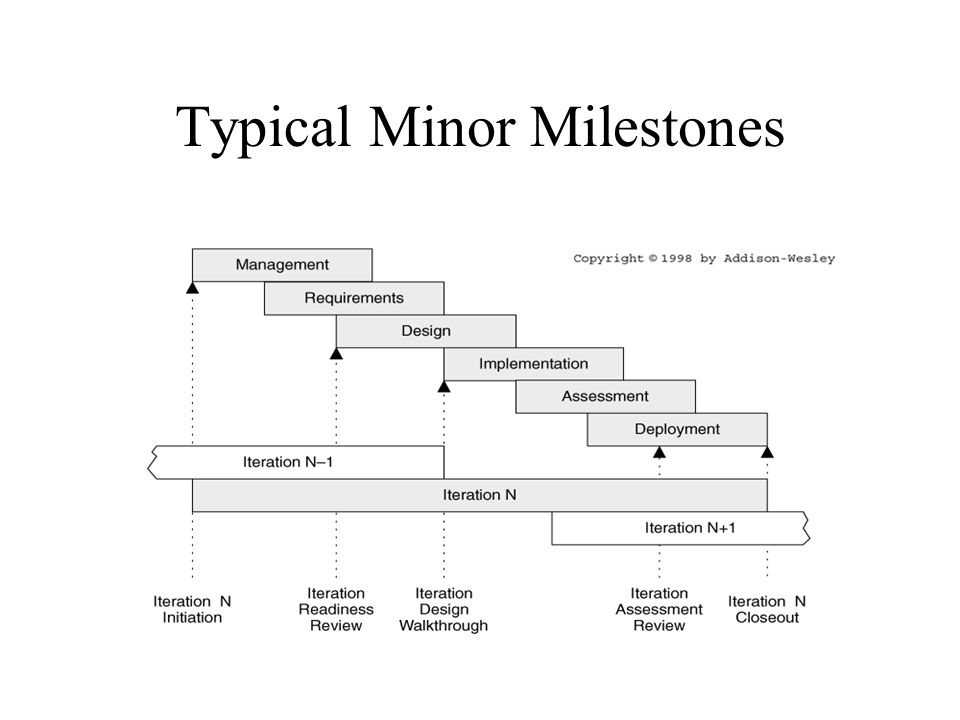 Typical Minor Milestones
Copyright © 1998 by Addison-Wesley
Management
Requirements
Design
Implementation
Assessment
Deployment
Iteration N–1
Iteration N
Iteration N+1
Iteration N
Initiation
Iteration
Readiness
Review
Iteration
Design
Walkthrough
Iteration
Assessment
Review
Iteration N
Closeout